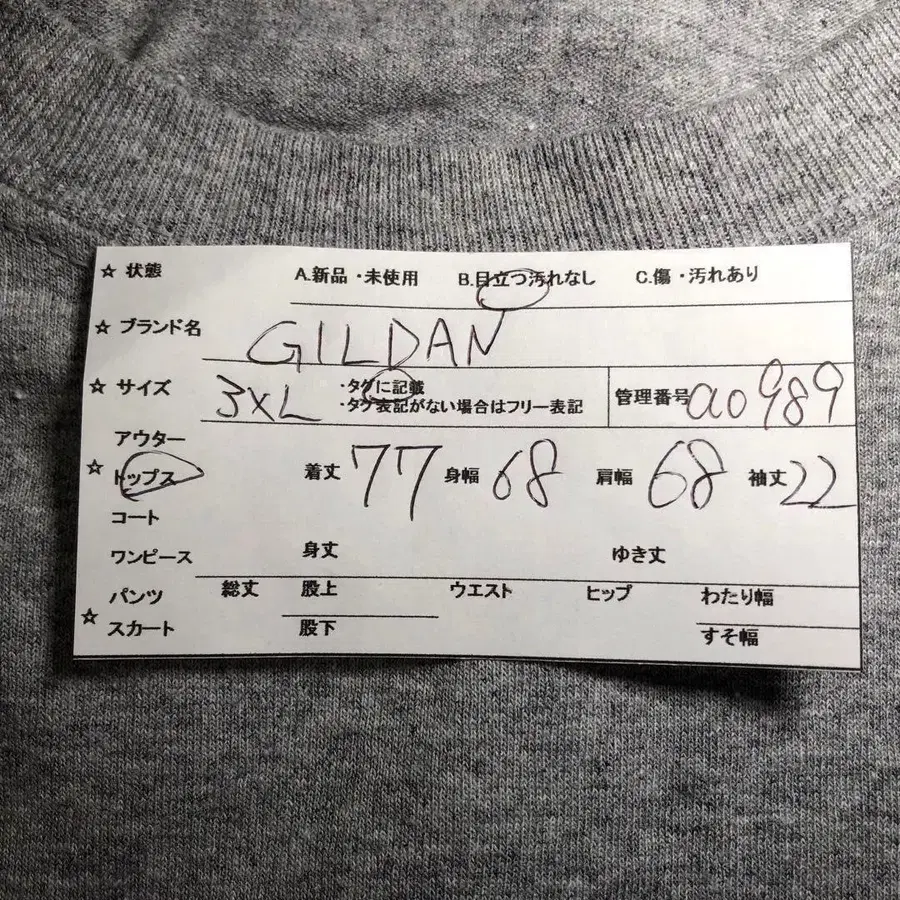 ☆ 状態 A.新品・未使用 B.目立つ汚れなし C.傷・汚れあり
☆ ブランド名 GILDAN
☆ サイズ 3XL ・タグに記載 管理番号 a0989
・タグ表記がない場合はフリー表記
アウター
☆ トップス 着丈 77 身幅 68 肩幅 68 袖丈 22
コート
ワンピース 身丈 ゆき丈
パンツ 総丈 股上 ウエスト ヒップ わたり幅
☆ スカート 股下 すそ幅